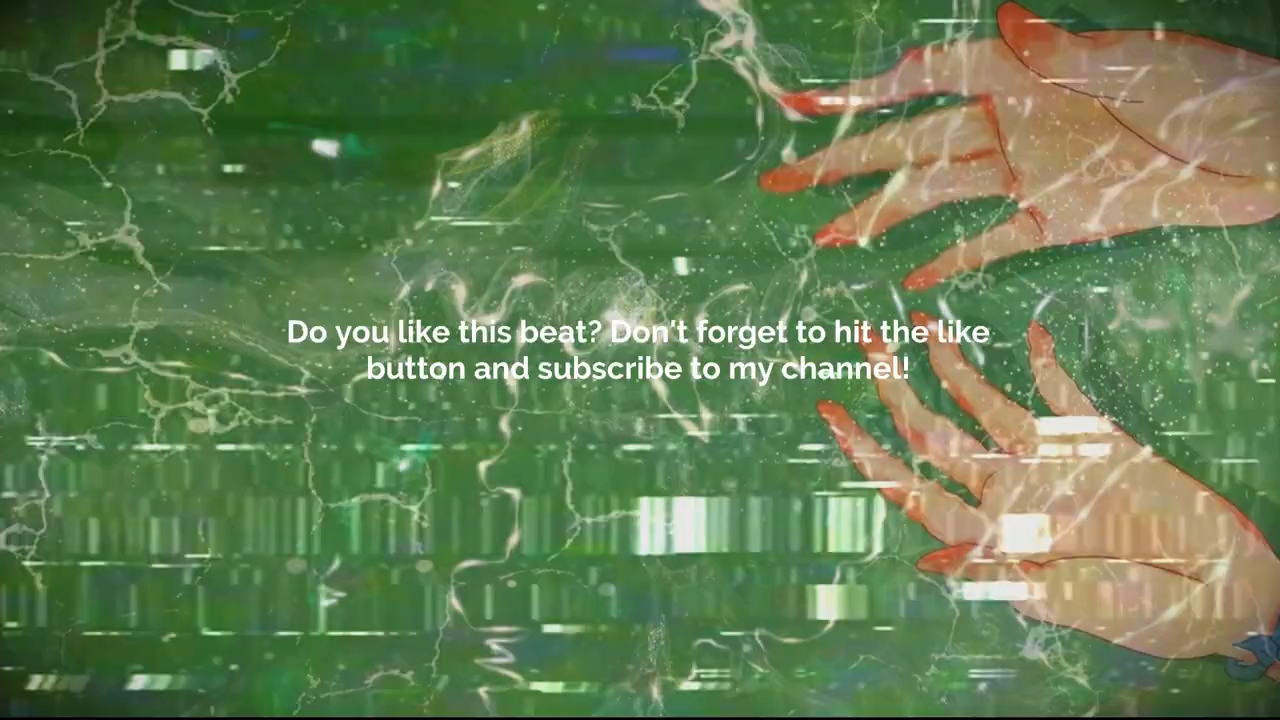 Do you like this beat? Don't forget to hit the like
button and subscribe to my channel!